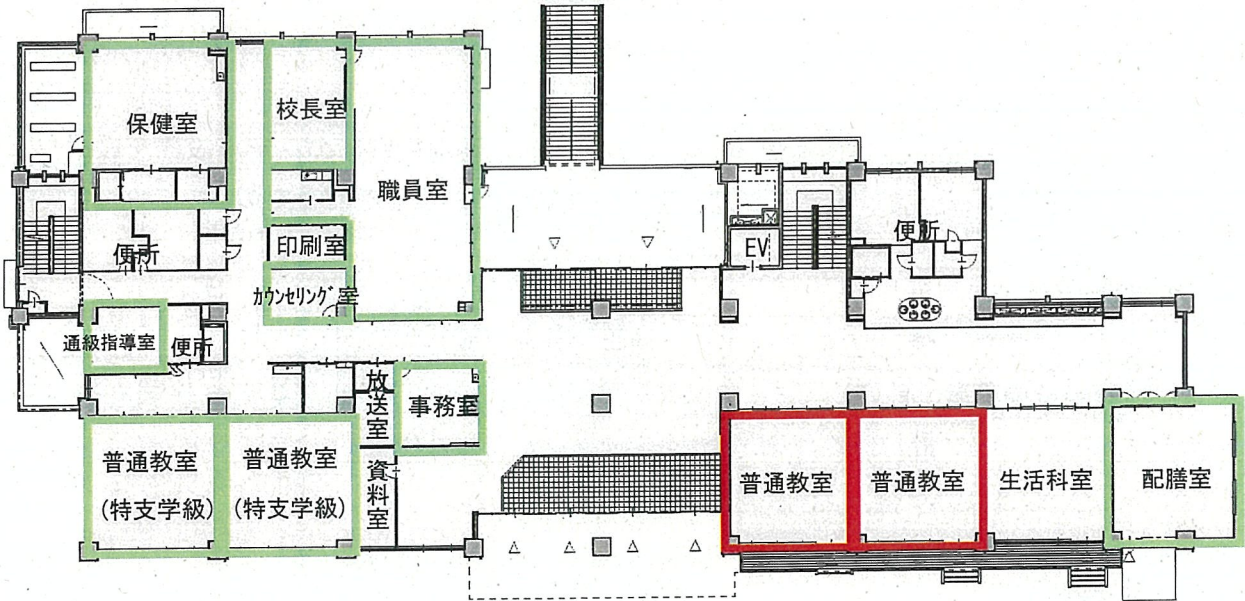 保健室
校長室
職員室
便所
印刷室
カウンセリング室
EV
便所
通級指導室
便所
放送室
事務室
普通教室
(特支学級)
普通教室
(特支学級)
資料室
普通教室
普通教室
生活科室
配膳室